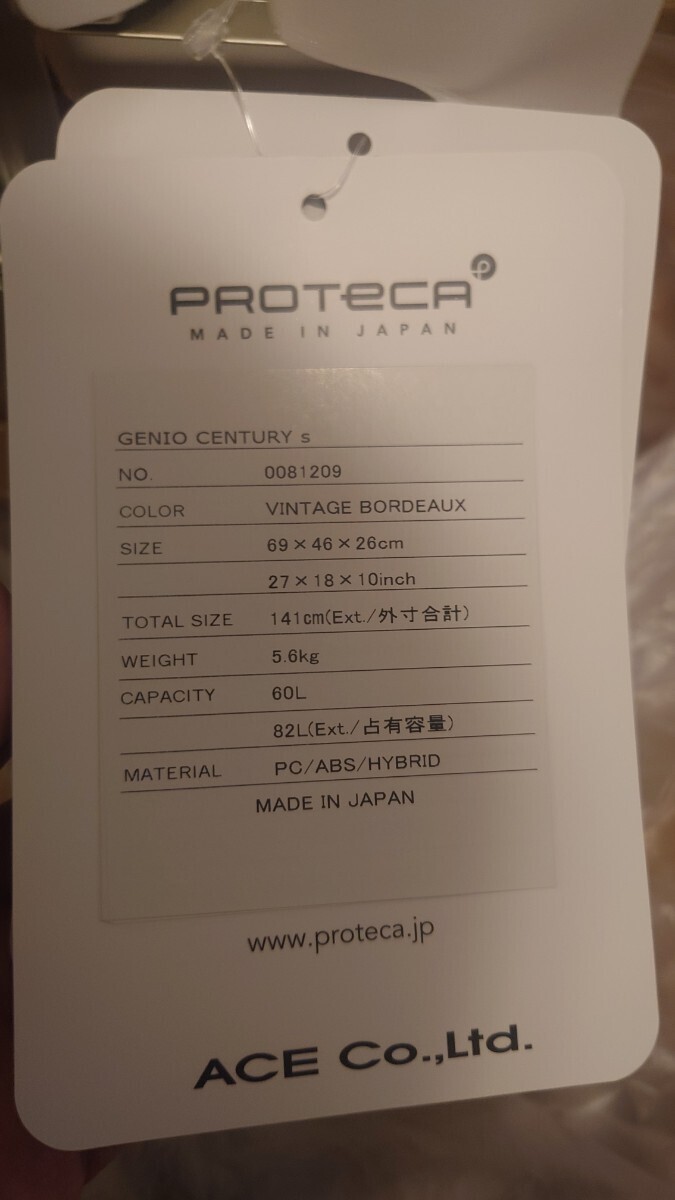 PROTeCA
MADE IN JAPAN
GENIO CENTURY s
NO. 0081209
COLOR VINTAGE BORDEAUX
SIZE 69×46×26cm
27×18×10inch
TOTAL SIZE 141cm(Ext./外寸合計)
WEIGHT 5.6kg
CAPACITY 60L
82L(Ext./占有容量)
MATERIAL PC/ABS/HYBRID
MADE IN JAPAN
www.proteca.jp
ACE Co.,Ltd.